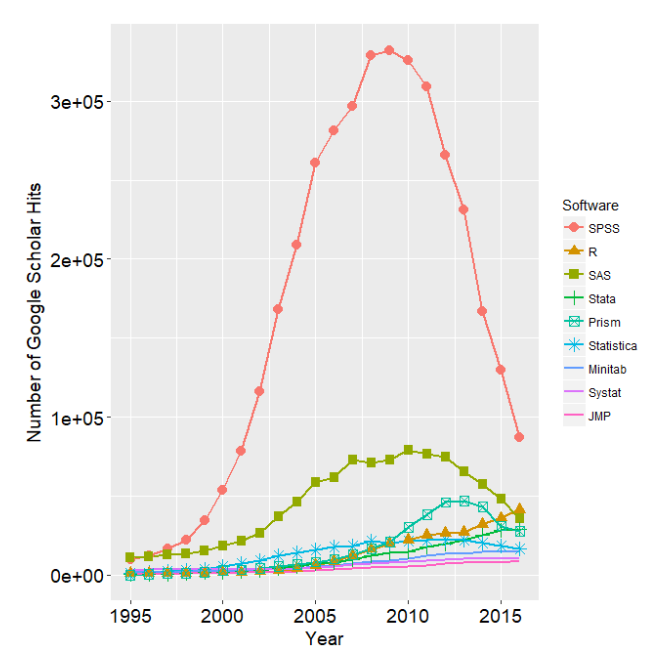 Number of Google Scholar Hits
3e+05
2e+05
1e+05
0e+00
1995 2000 2005 2010 2015
Year
Software
SPSS
R
SAS
Stata
Prism
Statistica
Minitab
Systat
JMP